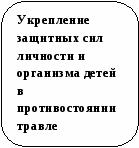 Укрепление
защитных сил
личности и
организма детей
в
противостоянии
травле